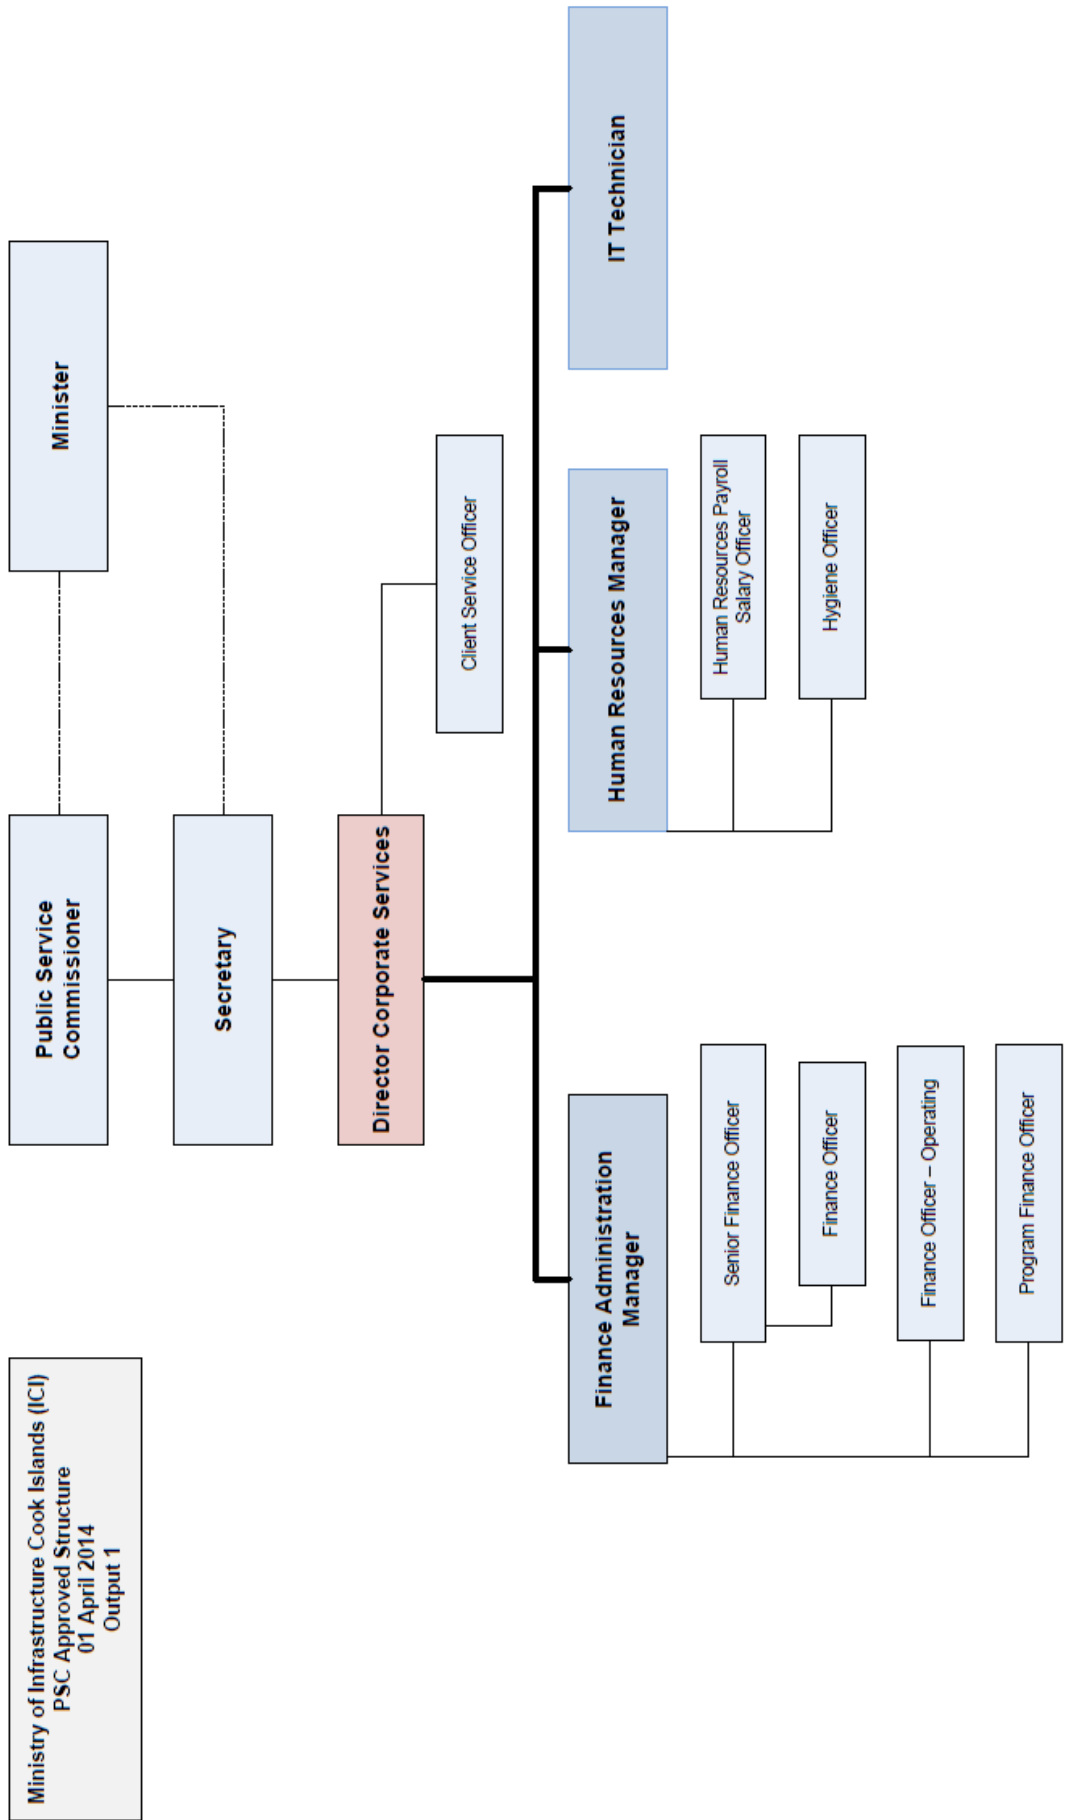 Ministry of Infrastructure Cook Islands (ICI)
PSC Approved Structure
01 April 2014
Output 1
Public Service
Commissioner
Minister
Secretary
Director Corporate Services
Client Service Officer
Finance Administration
Manager
Human Resources Manager
IT Technician
Senior Finance Officer
Human Resources Payroll
Salary Officer
Finance Officer
Hygiene Officer
Finance Officer – Operating
Program Finance Officer